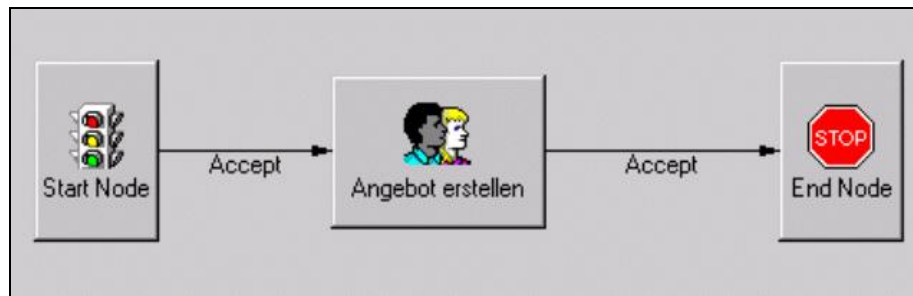 Start Node
Accept
Angebot erstellen
Accept
STOP
End Node